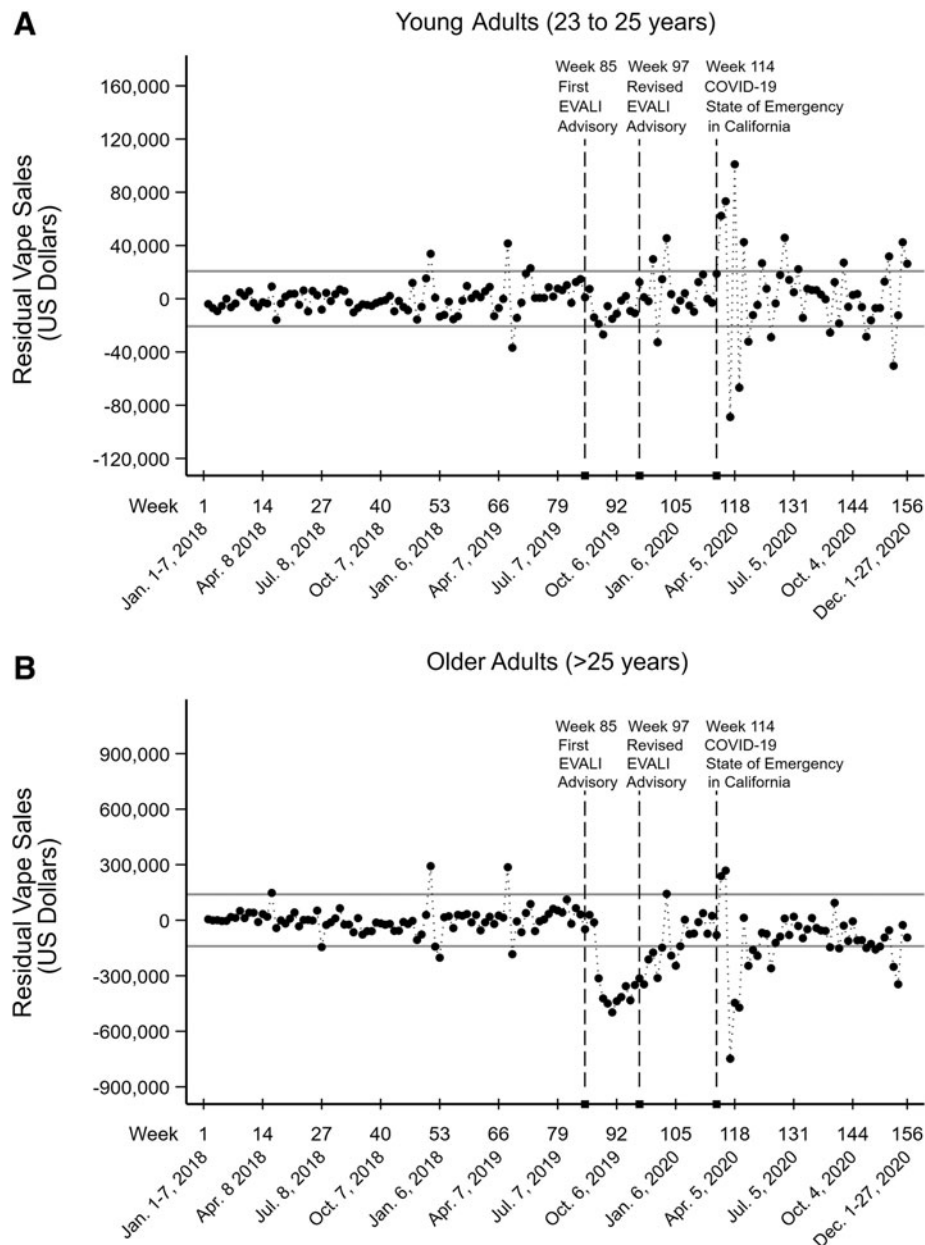 A
Young Adults (23 to 25 years)
Week 85 Week 97 Week 114
First Revised COVID-19
EVALI EVALI State of Emergency
Advisory Advisory in California
Residual Vape Sales
(US Dollars)
160,000
120,000
80,000
40,000
0
-40,000
-80,000
-120,000
Week 1 14 27 40 53 66 79 92 105 118 131 144 156
Jan. 1-7, 2018
Apr. 8, 2018
Jul. 8, 2018
Oct. 7, 2018
Jan. 6, 2018
Apr. 7, 2019
Jul. 7, 2019
Oct. 6, 2019
Jan. 6, 2020
Apr. 5, 2020
Jul. 5, 2020
Oct. 4, 2020
Dec. 1-27, 2020
B
Older Adults (>25 years)
Week 85 Week 97 Week 114
First Revised COVID-19
EVALI EVALI State of Emergency
Advisory Advisory in California
Residual Vape Sales
(US Dollars)
900,000
600,000
300,000
0
-300,000
-600,000
-900,000
Week 1 14 27 40 53 66 79 92 105 118 131 144 156
Jan. 1-7, 2018
Apr. 8, 2018
Jul. 8, 2018
Oct. 7, 2018
Jan. 6, 2018
Apr. 7, 2019
Jul. 7, 2019
Oct. 6, 2019
Jan. 6, 2020
Apr. 5, 2020
Jul. 5, 2020
Oct. 4, 2020
Dec. 1-27, 2020